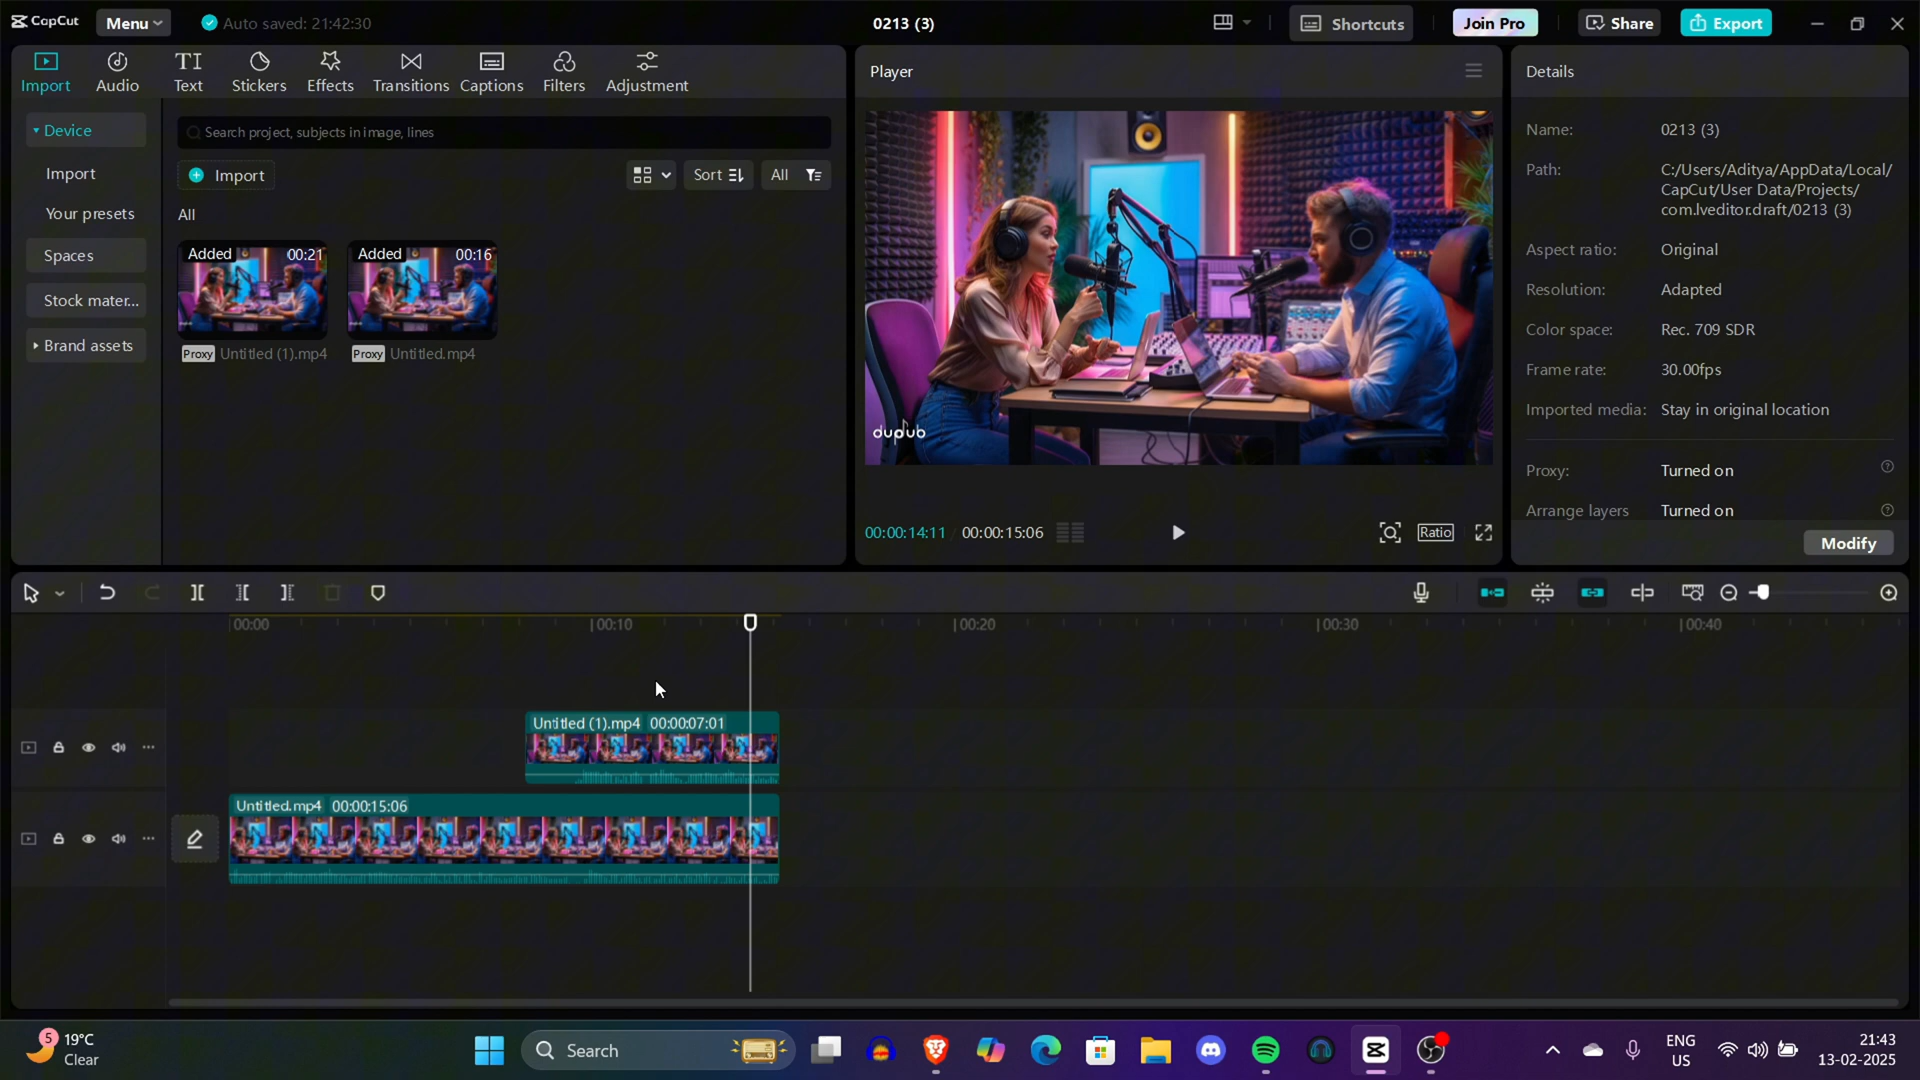 CapCut
Menu
Auto saved: 21:42:30
0213 (3)
Shortcuts
Join Pro
Share
Export
Import
Audio
TI
Text
Stickers
Effects
Transitions
Captions
Filters
Adjustment
Device
Import
Your presets
Spaces
Stock mater...
Brand assets
Search project, subjects in image, lines
Import
Sort
All
All
Added 00:21
Added 00:16
Proxy Untitled (1).mp4
Proxy Untitled.mp4
Player
dupub
00:00:14:11 00:00:15:06
Ratio
Details
Name: 0213 (3)
Path: C:/Users/Aditya/AppData/Local/
CapCut/User Data/Projects/
com.lveditor.draft/0213 (3)
Aspect ratio: Original
Resolution: Adapted
Color space: Rec. 709 SDR
Frame rate: 30.00fps
Imported media: Stay in original location
Proxy: Turned on
Arrange layers Turned on
Modify
00:00 00:10 00:20 00:30 00:40
Untitled (1).mp4 00:00:07:01
Untitled.mp4 00:00:15:06
5
19°C
Clear
Search
ENG
US
21:43
13-02-2025